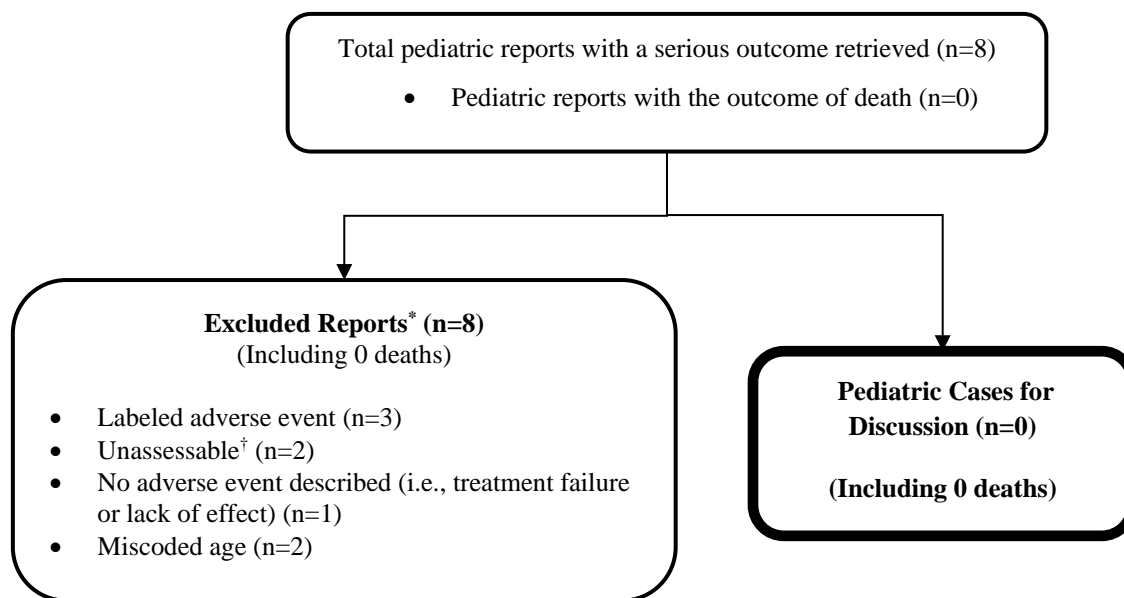 Total pediatric reports with a serious outcome retrieved (n=8)
• Pediatric reports with the outcome of death (n=0)
Excluded Reports* (n=8)
(Including 0 deaths)
• Labeled adverse event (n=3)
• Unassessable† (n=2)
• No adverse event described (i.e., treatment failure
or lack of effect) (n=1)
• Miscoded age (n=2)
Pediatric Cases for
Discussion (n=0)
(Including 0 deaths)